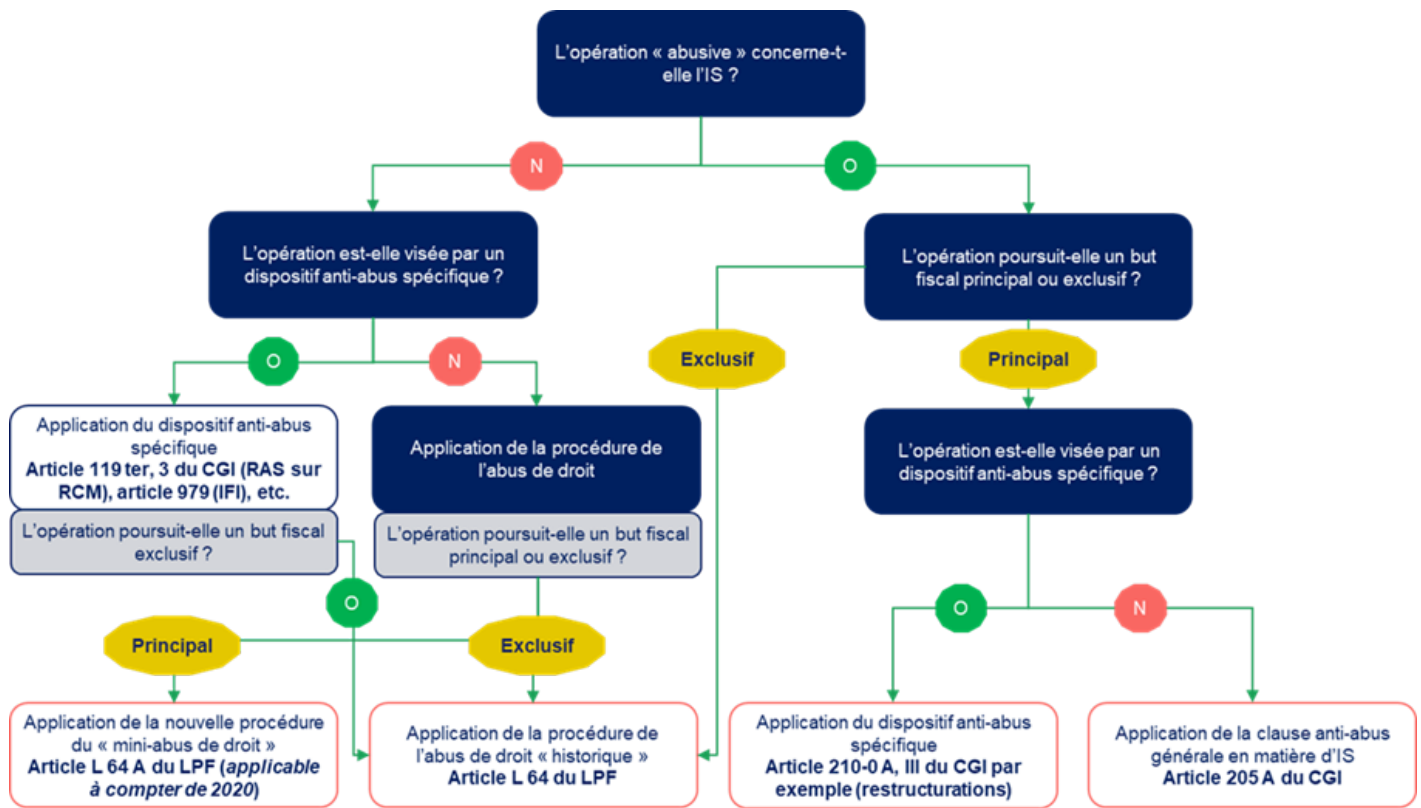 L'opération « abusive » concerne-t-
elle l'IS ?
N
O
L'opération est-elle visée par un
dispositif anti-abus spécifique ?
L'opération poursuit-elle un but
fiscal principal ou exclusif ?
O
N
Exclusif
Principal
Application du dispositif anti-abus
spécifique
Article 119 ter, 3 du CGI (RAS sur
RCM), article 979 (IFI), etc.
L'opération poursuit-elle un but fiscal
exclusif ?
Application de la procédure de
l'abus de droit
L'opération poursuit-elle un but fiscal
principal ou exclusif ?
L'opération est-elle visée par un
dispositif anti-abus spécifique ?
O
Principal
Exclusif
O
N
Application de la nouvelle procédure
du « mini-abus de droit »
Article L 64 A du LPF (applicable
à compter de 2020)
Application de la procédure de
l'abus de droit « historique »
Article L 64 du LPF
Application du dispositif anti-abus
spécifique
Article 210-0 A, III du CGI par
exemple (restructurations)
Application de la clause anti-abus
générale en matière d'IS
Article 205 A du CGI